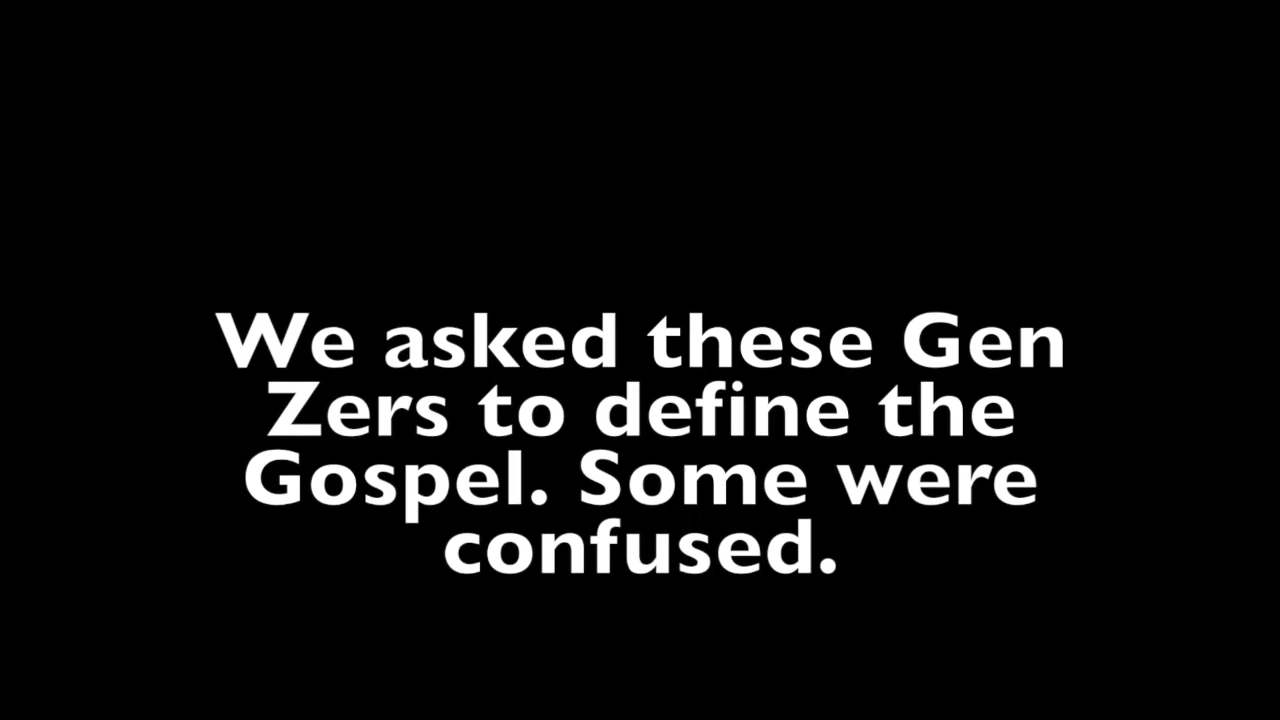 We asked these Gen
Zers to define the
Gospel. Some were
confused.